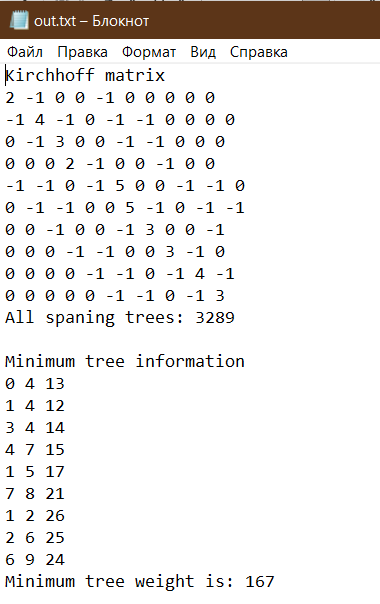 out.txt – Блокнот
Файл Правка Формат Вид Справка
Kirchhoff matrix
2 -1 0 0 -1 0 0 0 0 0
-1 4 -1 0 -1 -1 0 0 0 0
0 -1 3 0 0 -1 -1 0 0 0
0 0 0 2 -1 0 0 -1 0 0
-1 -1 0 -1 5 0 0 -1 -1 0
0 -1 -1 0 0 5 -1 0 -1 -1
0 0 -1 0 0 -1 3 0 0 -1
0 0 0 -1 -1 0 0 3 -1 0
0 0 0 0 -1 -1 0 -1 4 -1
0 0 0 0 0 -1 -1 0 -1 3
All spaning trees: 3289
Minimum tree information
0 4 13
1 4 12
3 4 14
4 7 15
1 5 17
7 8 21
1 2 26
2 6 25
6 9 24
Minimum tree weight is: 167